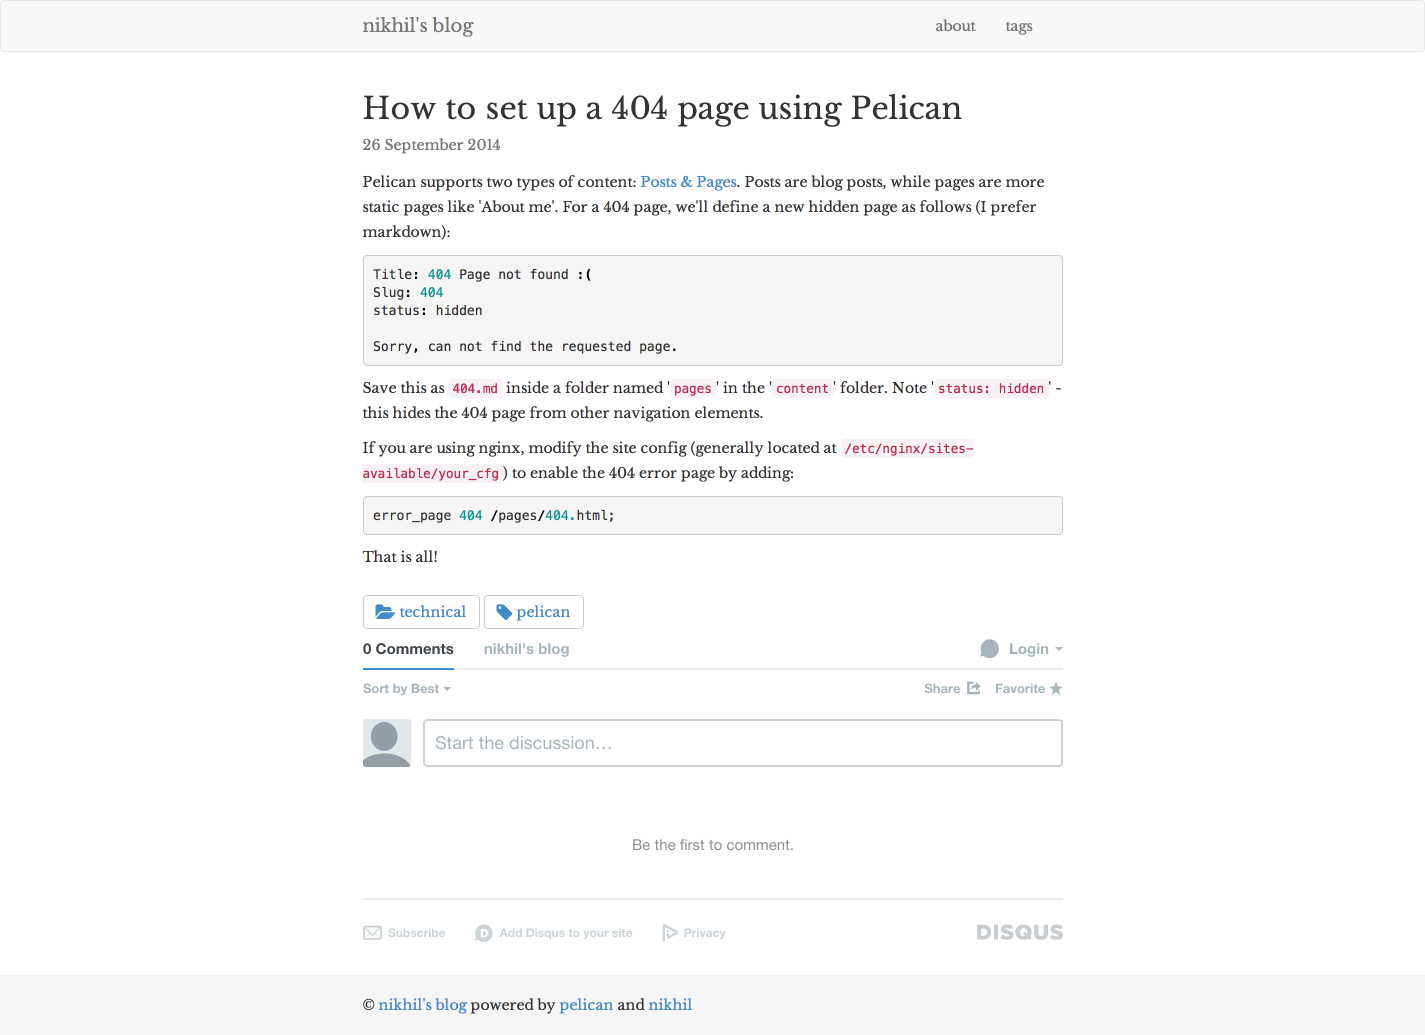 nikhil's blog about tags
How to set up a 404 page using Pelican
26 September 2014
Pelican supports two types of content: Posts & Pages. Posts are blog posts, while pages are more
static pages like 'About me'. For a 404 page, we'll define a new hidden page as follows (I prefer
markdown):
Title: 404 Page not found :(
Slug: 404
status: hidden
Sorry, can not find the requested page.
Save this as 404.md inside a folder named 'pages' in the 'content' folder. Note 'status: hidden' -
this hides the 404 page from other navigation elements.
If you are using nginx, modify the site config (generally located at /etc/nginx/sites-
available/your_cfg) to enable the 404 error page by adding:
error_page 404 /pages/404.html;
That is all!
technical pelican
0 Comments nikhil's blog Login
Sort by Best Share Favorite
Start the discussion…
Be the first to comment.
Subscribe D Add Disqus to your site Privacy DISQUS
© nikhil's blog powered by pelican and nikhil